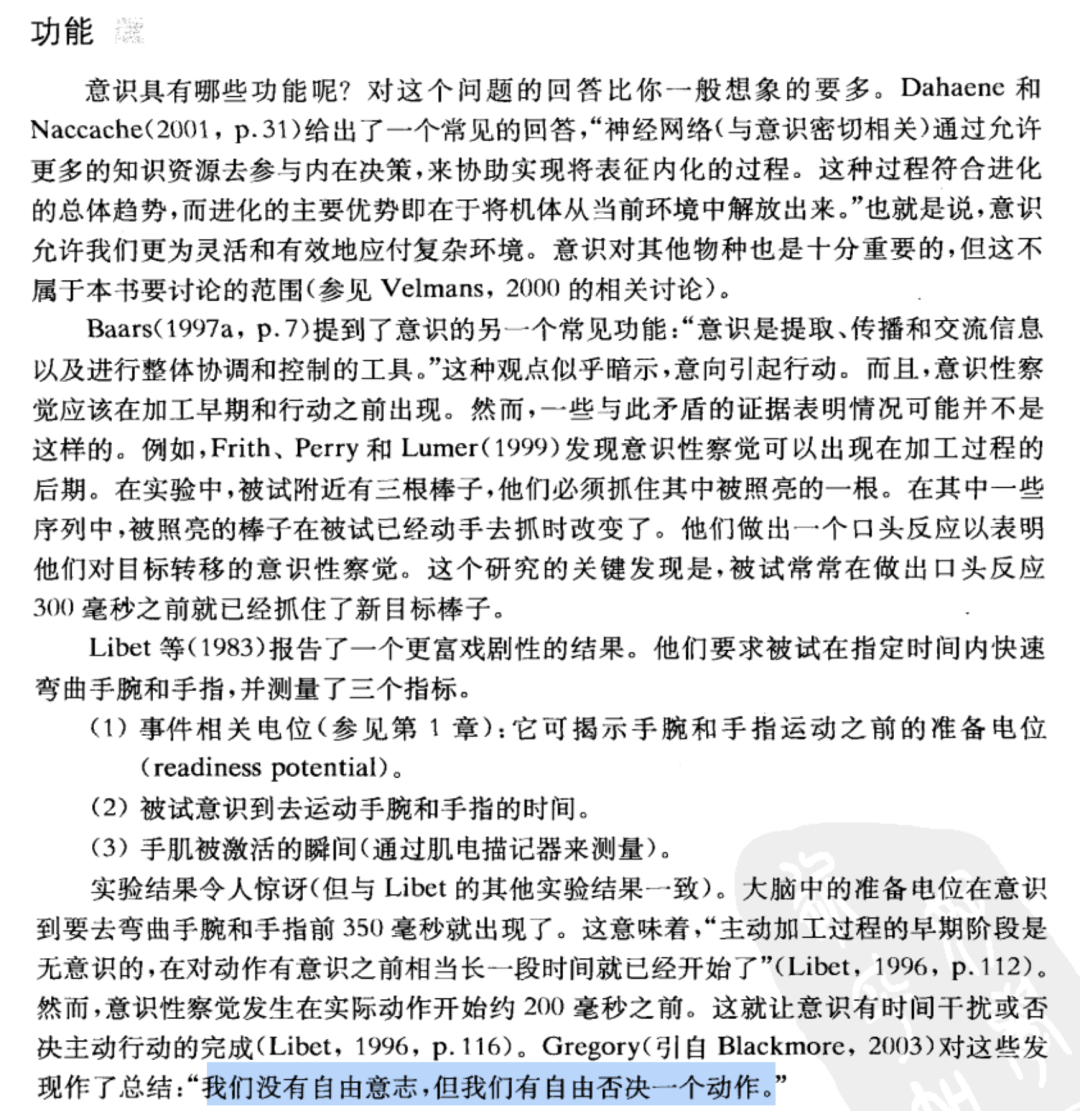 功能
意识具有哪些功能呢？对这个问题的回答比你一般想象的要多。Dahaene 和
Naccache(2001, p.31)给出了一个常见的回答,“神经网络(与意识密切相关)通过允许
更多的知识资源去参与内在决策,来协助实现将表征内化的过程。这种过程符合进化
的总体趋势,而进化的主要优势即在于将机体从当前环境中解放出来。”也就是说,意识
允许我们更为灵活和有效地应付复杂环境。意识对其他物种也是十分重要的,但这不
属于本书要讨论的范围(参见 Velmans, 2000 的相关讨论)。
Baars(1997a, p.7)提到了意识的另一个常见功能:“意识是提取、传播和交流信息
以及进行整体协调和控制的工具。”这种观点似乎暗示,意向引起行动。而且,意识性察
觉应该在加工早期和行动之前出现。然而,一些与此矛盾的证据表明情况可能并不是
这样的。例如,Frith、Perry 和 Lumer(1999)发现意识性察觉可以出现在加工过程的
后期。在实验中,被试附近有三根棒子,他们必须抓住其中被照亮的一根。在其中一些
序列中,被照亮的棒子在被试已经动手去抓时改变了。他们做出一个口头反应以表明
他们对目标转移的意识性察觉。这个研究的关键发现是,被试常常在做出口头反应
300 毫秒之前就已经抓住了新目标棒子。
Libet 等(1983)报告了一个更富戏剧性的结果。他们要求被试在指定时间内快速
弯曲手腕和手指,并测量了三个指标。
(1) 事件相关电位(参见第 1 章):它可揭示手腕和手指运动之前的准备电位
(readiness potential)。
(2) 被试意识到去运动手腕和手指的时间。
(3) 手肌被激活的瞬间(通过肌电描记器来测量)。
实验结果令人惊讶(但与 Libet 的其他实验结果一致)。大脑中的准备电位在意识
到要去弯曲手腕和手指前 350 毫秒就出现了。这意味着,“主动加工过程的早期阶段是
无意识的,在对动作有意识之前相当长一段时间就已经开始了”(Libet, 1996, p.112)。
然而,意识性察觉发生在实际动作开始约 200 毫秒之前。这就让意识有时间干扰或否
决主动行动的完成(Libet, 1996, p.116)。Gregory(引自 Blackmore, 2003)对这些发
现作了总结:“我们没有自由意志,但我们有自由否决一个动作。”